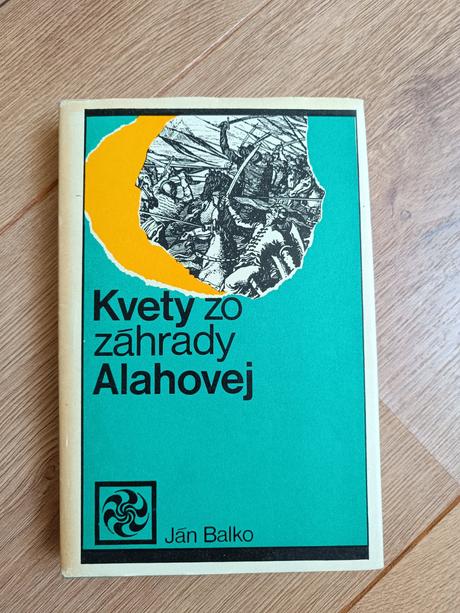 Kvety zo
záhrady
Alahovej
Ján Balko